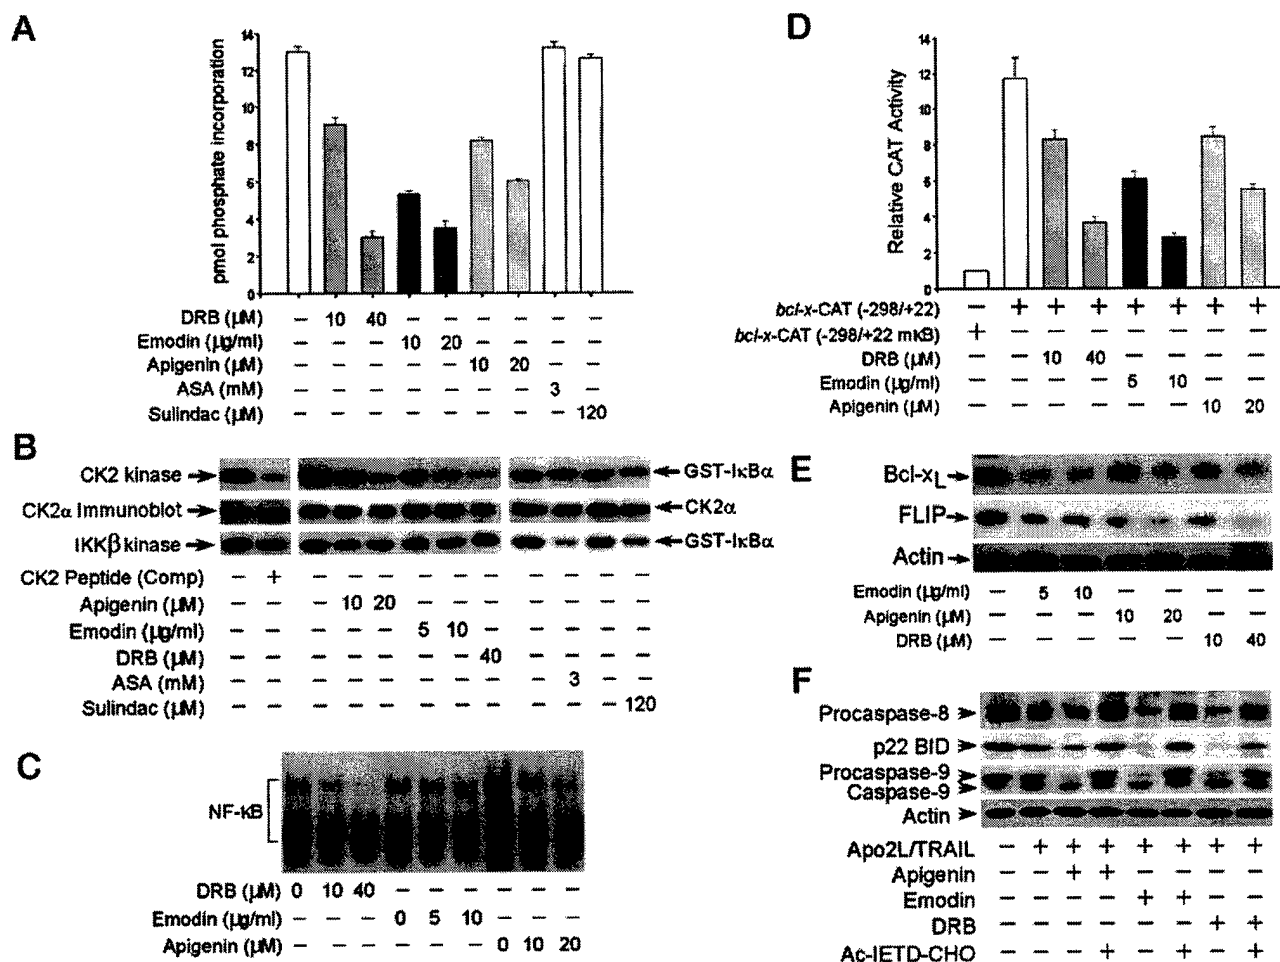 A
pmol phosphate incorporation
14
12
10
8
6
4
2
0
DRB (µM) – 10 40 – – – – – –
Emodin (µg/ml) – – – 10 20 – – – –
Apigenin (µM) – – – – – 10 20 – –
ASA (mM) – – – – – – – 3 –
Sulindac (µM) – – – – – – – – 120
B
CK2 kinase GST-IκBα
CK2α Immunoblot CK2α
IKKβ kinase GST-IκBα
CK2 Peptide (Comp) – + – – – – – – – – – –
Apigenin (µM) – – – 10 20 – – – – – – –
Emodin (µg/ml) – – – – – 5 10 – – – – –
DRB (µM) – – – – – – – 40 – – – –
ASA (mM) – – – – – – – – – 3 – –
Sulindac (µM) – – – – – – – – – – – 120
C
NF-κB
DRB (µM) 0 10 40 – – – – – –
Emodin (µg/ml) – – – 0 5 10 – – –
Apigenin (µM) – – – – – – 0 10 20
D
Relative CAT Activity
14
12
10
8
6
4
2
0
bcl-x-CAT (-298/+22) – + + + + + + +
bcl-x-CAT (-298/+22 mκB) + – – – – – – –
DRB (µM) – – 10 40 – – – –
Emodin (µg/ml) – – – – 5 10 – –
Apigenin (µM) – – – – – – 10 20
E
Bcl-xL
FLIP
Actin
Emodin (µg/ml) – 5 10 – – – –
Apigenin (µM) – – – 10 20 – –
DRB (µM) – – – – – 10 40
F
Procaspase-8
p22 BID
Procaspase-9
Caspase-9
Actin
Apo2L/TRAIL – + + + + + + +
Apigenin – – + + – – – –
Emodin – – – – + + – –
DRB – – – – – – + +
Ac-IETD-CHO – – – + – + – +